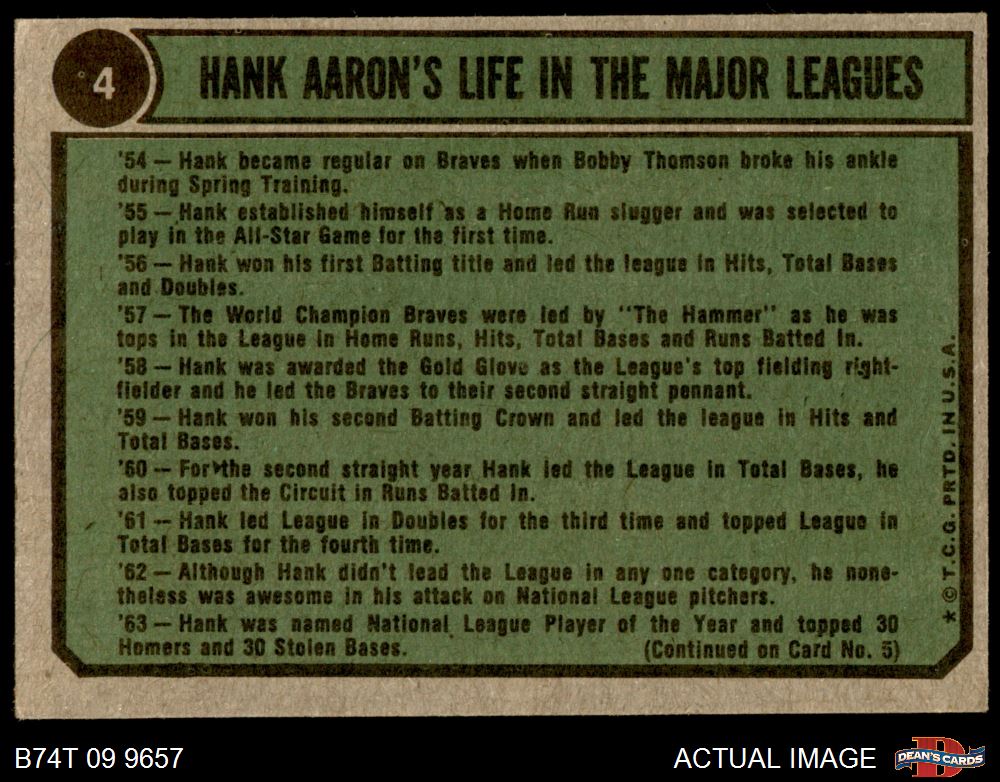 4
HANK AARON'S LIFE IN THE MAJOR LEAGUES
'54 — Hank became regular on Braves when Bobby Thomson broke his ankle
during Spring Training.
'55 — Hank established himself as a Home Run slugger and was selected to
play in the All-Star Game for the first time.
'56 — Hank won his first Batting title and led the league in Hits, Total Bases
and Doubles.
'57 — The World Champion Braves were led by "The Hammer" as he was
tops in the League in Home Runs, Hits, Total Bases and Runs Batted In.
'58 — Hank was awarded the Gold Glove as the League's top fielding right-
fielder and he led the Braves to their second straight pennant.
'59 — Hank won his second Batting Crown and led the league in Hits and
Total Bases.
'60 — For the second straight year Hank led the League in Total Bases, he
also topped the Circuit in Runs Batted In.
'61 — Hank led League in Doubles for the third time and topped League in
Total Bases for the fourth time.
'62 — Although Hank didn't lead the League in any one category, he none-
theless was awesome in his attack on National League pitchers.
'63 — Hank was named National League Player of the Year and topped 30
Homers and 30 Stolen Bases. (Continued on Card No. 5)
* © T.C.G. PRTD. IN U.S.A.
B74T 09 9657
ACTUAL IMAGE
D
DEAN'S CARDS